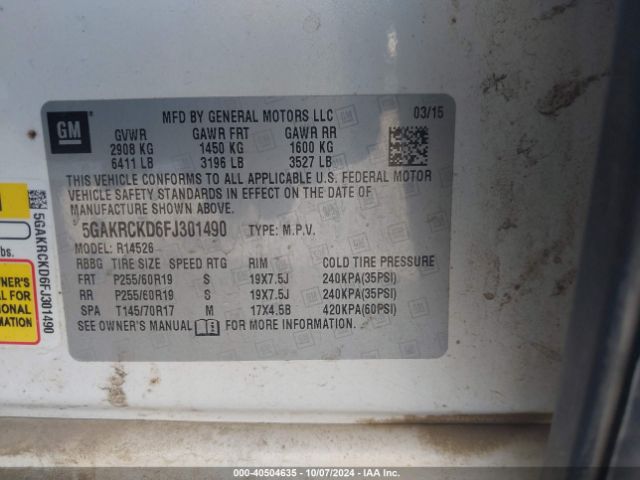 GM
MFD BY GENERAL MOTORS LLC 03/15
GVWR GAWR FRT GAWR RR
2908 KG 1450 KG 1600 KG
6411 LB 3196 LB 3527 LB
THIS VEHICLE CONFORMS TO ALL APPLICABLE U.S. FEDERAL MOTOR
VEHICLE SAFETY STANDARDS IN EFFECT ON THE DATE OF
MANUFACTURE SHOWN ABOVE.
5GAKRCKD6FJ301490 TYPE: M.P.V.
MODEL: R14526
RBBG TIRE SIZE SPEED RTG RIM COLD TIRE PRESSURE
FRT P255/60R19 S 19X7.5J 240KPA(35PSI)
RR P255/60R19 S 19X7.5J 240KPA(35PSI)
SPA T145/70R17 M 17X4.5B 420KPA(60PSI)
SEE OWNER'S MANUAL FOR MORE INFORMATION
lbs.
5GAKRCKD6FJ301490
OWNER'S
FOR
000-40504635 - 10/07/2024 - IAA Inc.